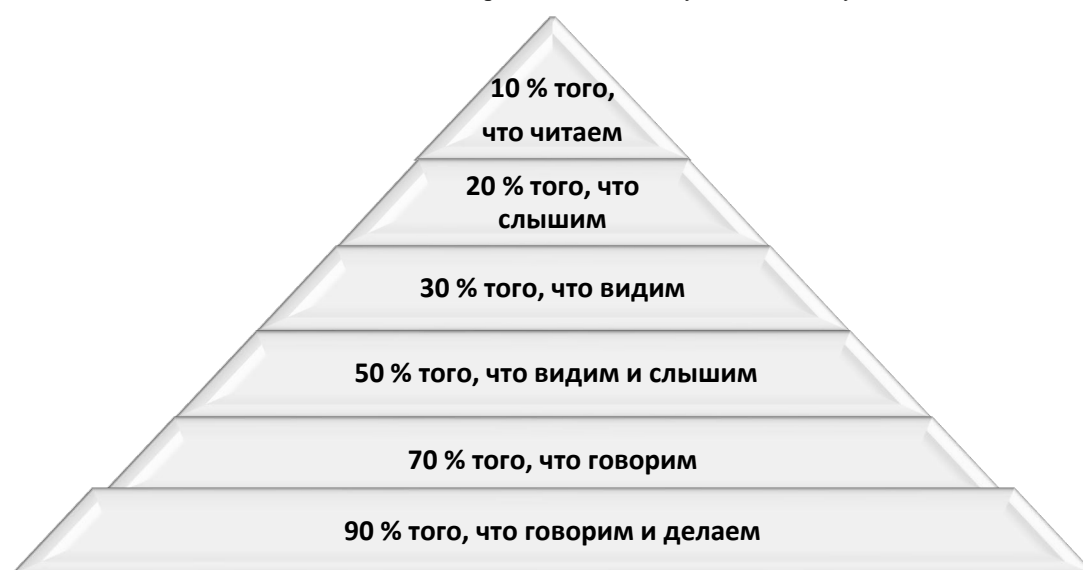 10 % того,
что читаем
20 % того, что
слышим
30 % того, что видим
50 % того, что видим и слышим
70 % того, что говорим
90 % того, что говорим и делаем